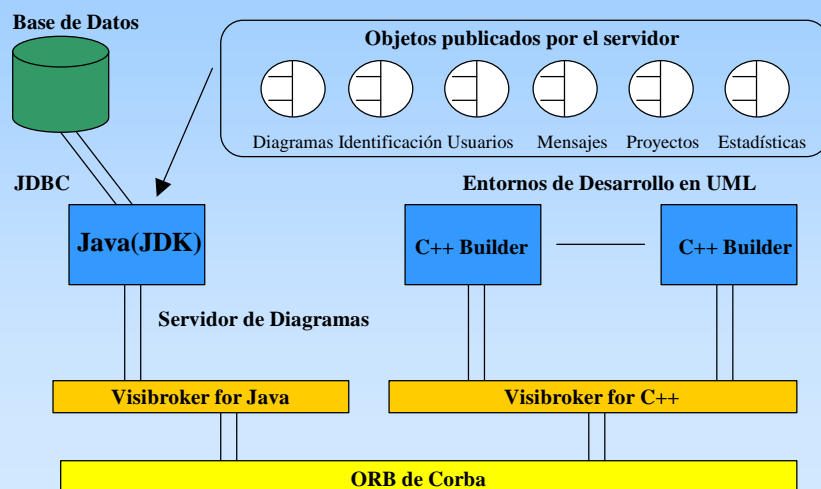 Base de Datos
Objetos publicados por el servidor
Diagramas Identificación Usuarios Mensajes Proyectos Estadísticas
JDBC
Entornos de Desarrollo en UML
Java(JDK)
C++ Builder
C++ Builder
Servidor de Diagramas
Visibroker for Java
Visibroker for C++
ORB de Corba